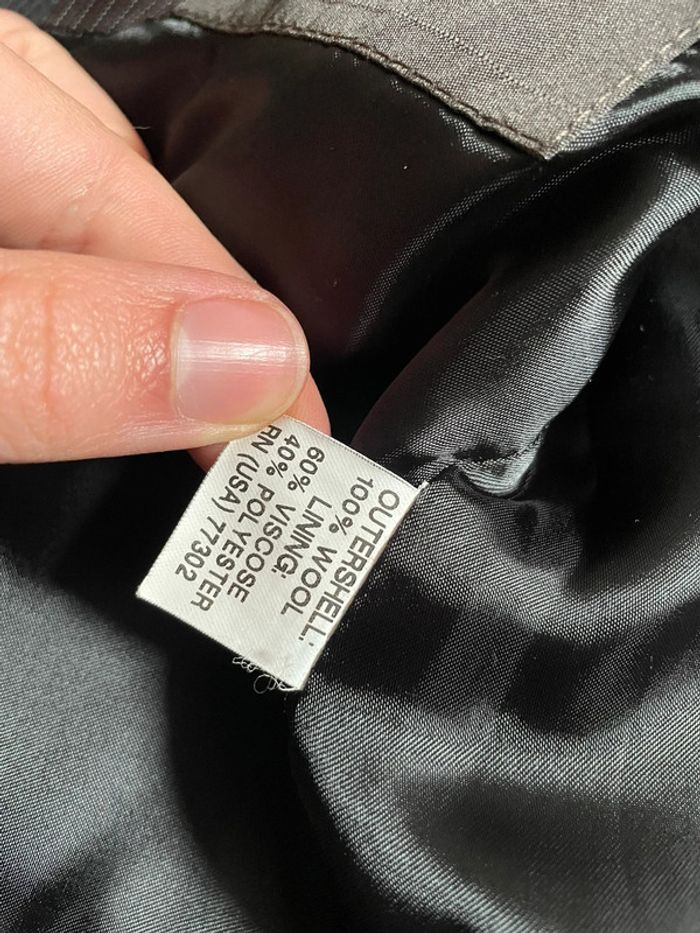 OUTERSHELL:
100% WOOL
LINING:
60% VISCOSE
40% POLYESTER
RN (USA) 77302